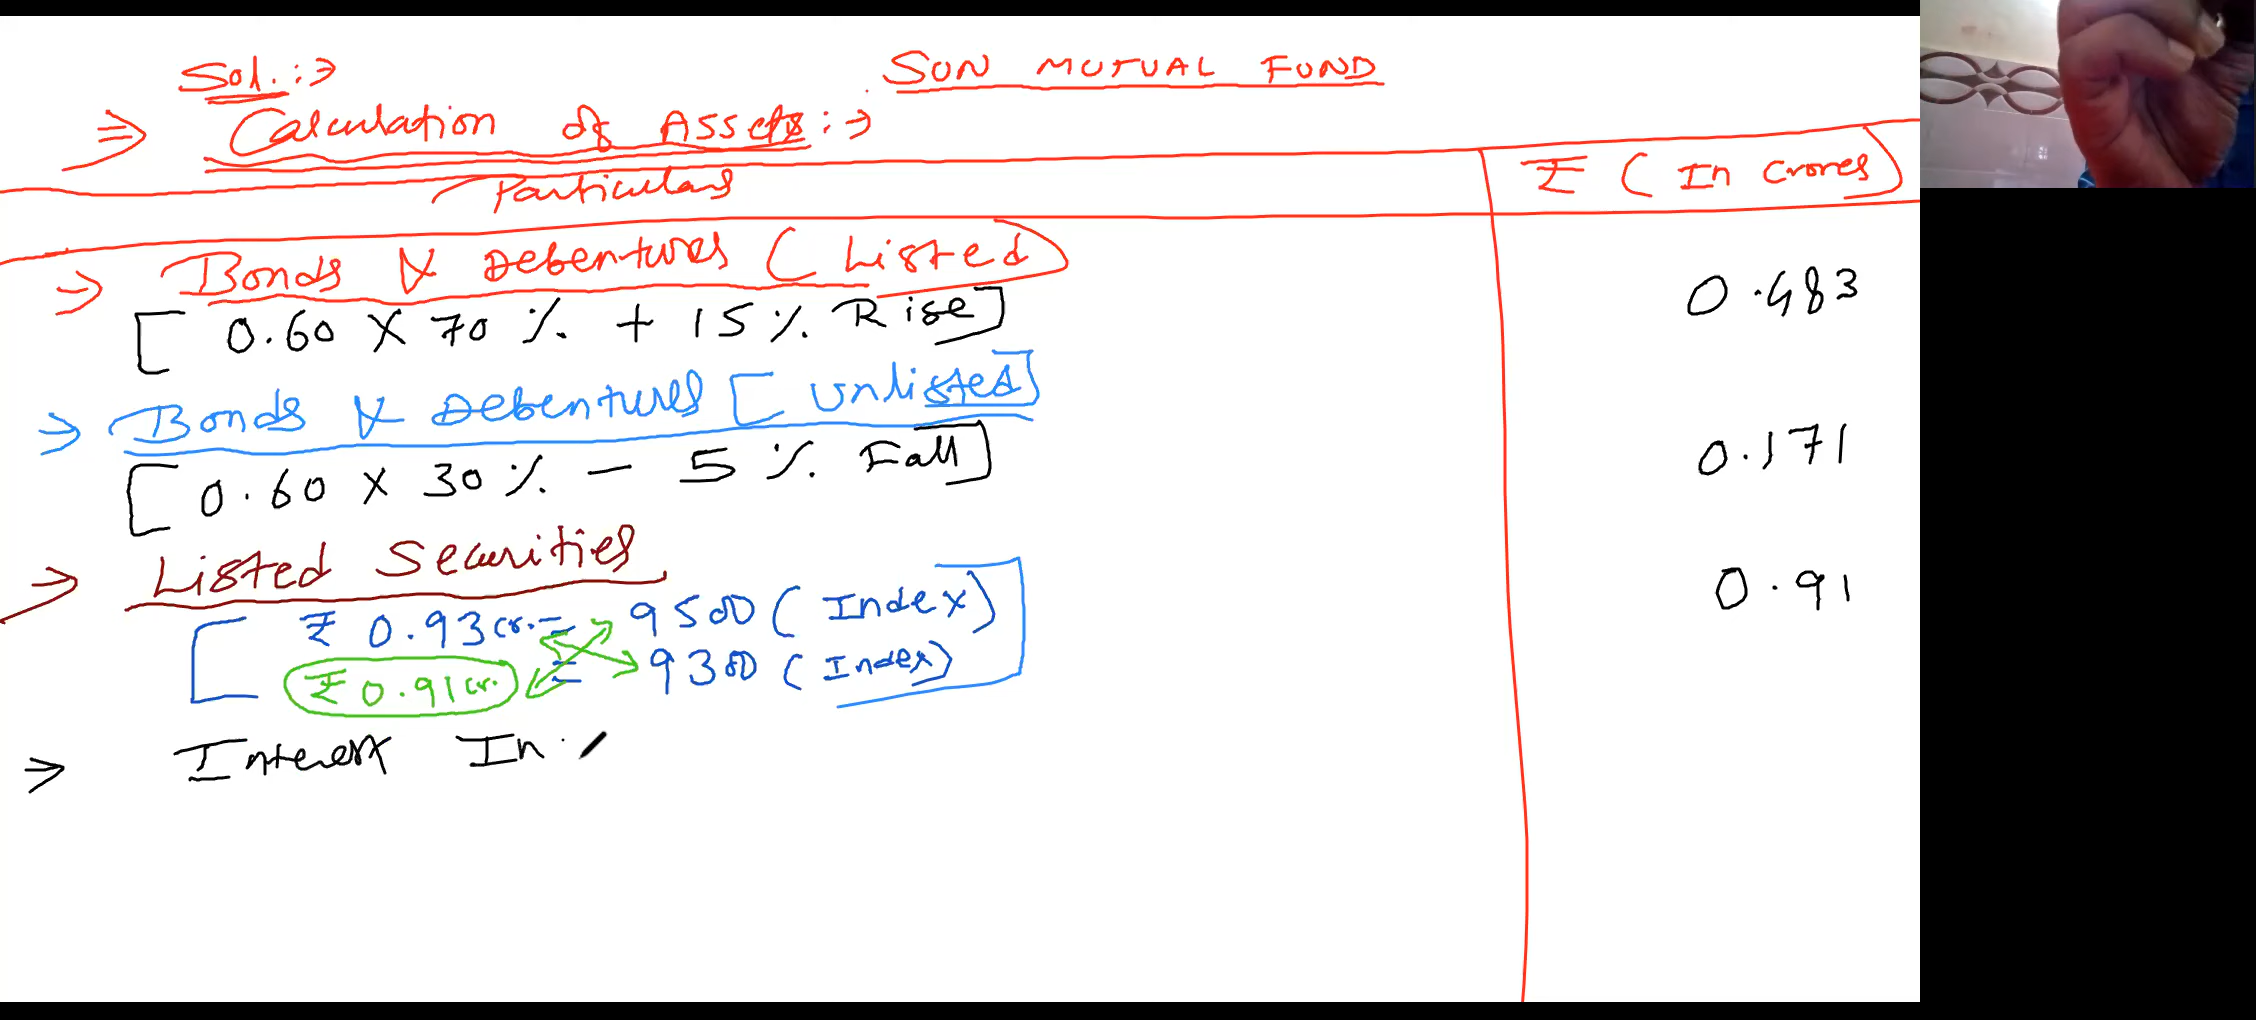 SUN MUTUAL FUND
Sol. :⇒
⇒ Calculation of Assets :⇒
Particulars ₹ (In Crores)
⇒ Bonds & Debentures (Listed) 0.483
[0.60 × 70 % + 15 % Rise]
⇒ Bonds & Debentures [Unlisted]
[0.60 × 30 % - 5 % Fall] 0.171
⇒ Listed Securities 0.91
[₹ 0.93 cr. = 9500 (Index)
₹ 0.91 cr. = 9300 (Index)]
⇒ Interest In